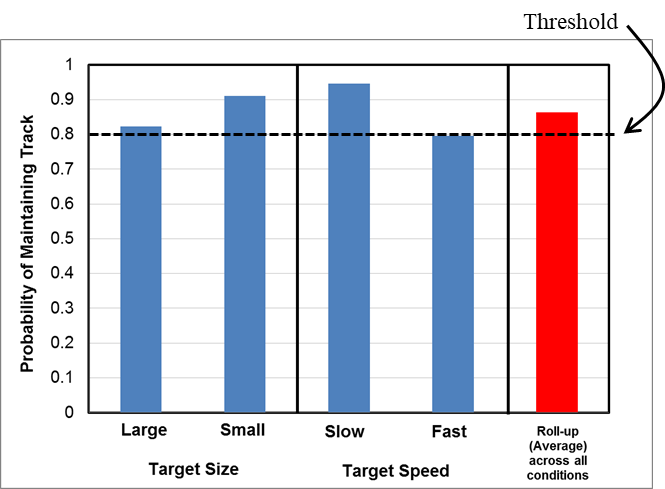 Threshold
Probability of Maintaining Track
1
0.9
0.8
0.7
0.6
0.5
0.4
0.3
0.2
0.1
0
Large Small Slow Fast
Target Size Target Speed
Roll-up
(Average)
across all
conditions